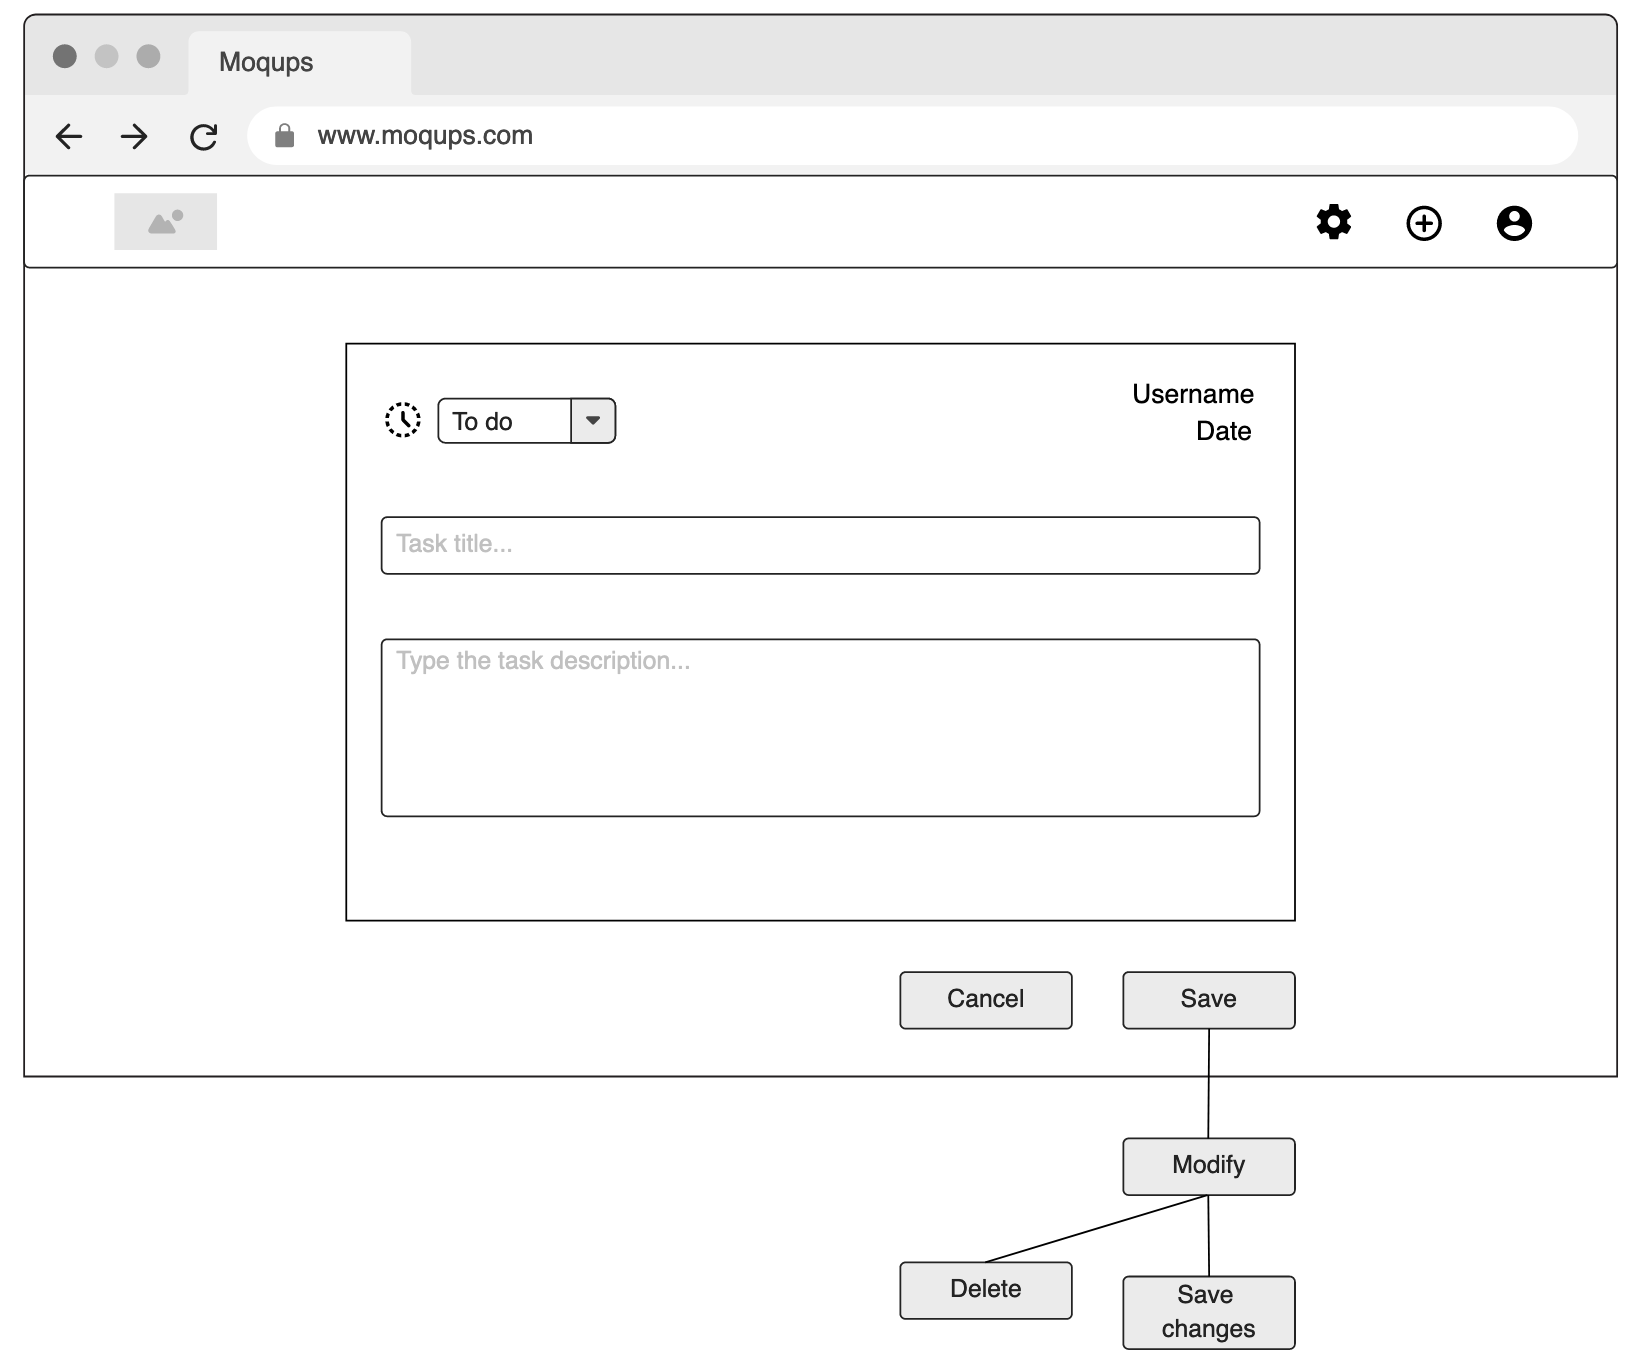 Moqups
www.moqups.com
Username
To do
Date
Task title...
Type the task description...
Cancel
Save
Modify
Delete
Save
changes